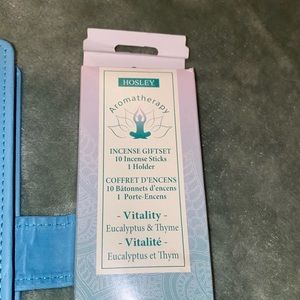 HOSLEY
Aromatherapy
INCENSE GIFTSET
10 Incense Sticks
1 Holder
COFFRET D'ENCENS
10 Bâtonnets d'encens
1 Porte-Encens
- Vitality -
Eucalyptus & Thyme
- Vitalité -
Eucalyptus et Thym